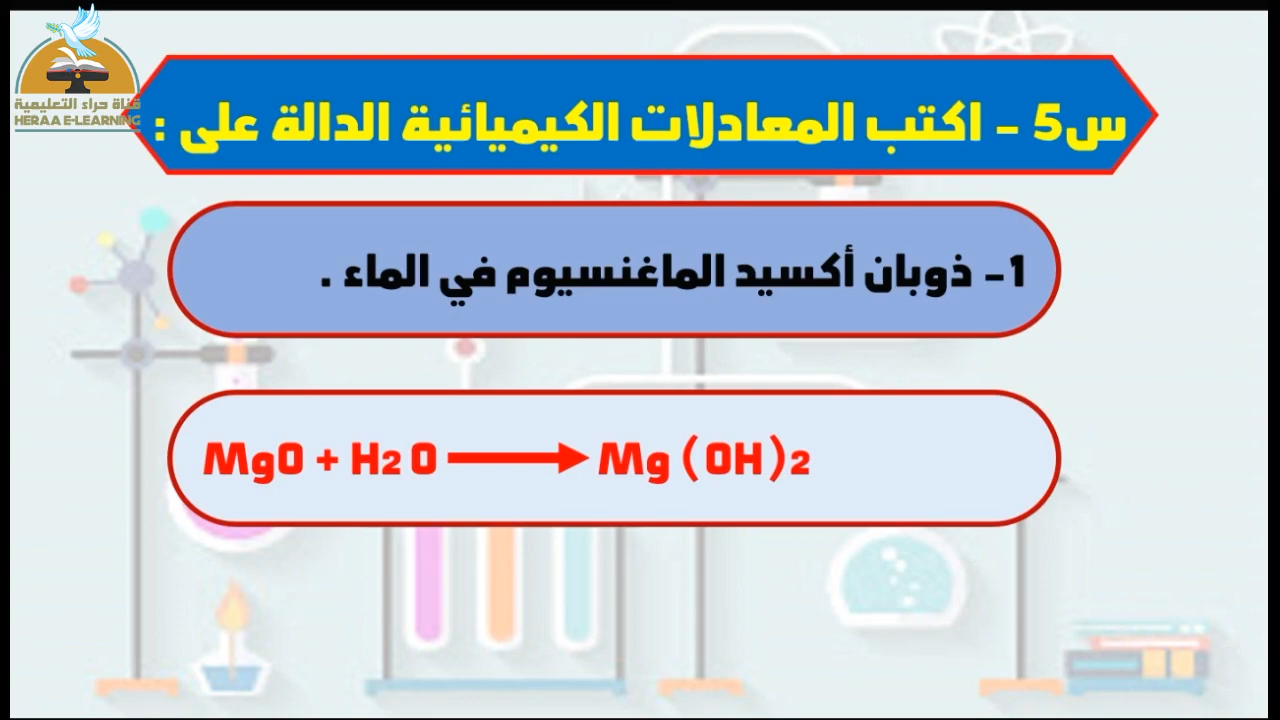 قناة حراء التعليمية
HERAA E-LEARNING
س5 - اكتب المعادلات الكيميائية الدالة على :
1- ذوبان أكسيد الماغنسيوم في الماء .
MgO + H2 O ⟶ Mg (OH)2